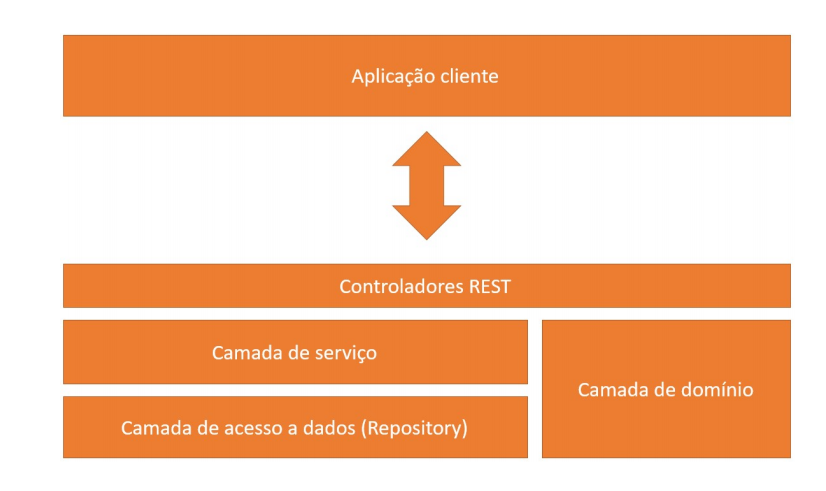 Aplicação cliente
Controladores REST
Camada de serviço
Camada de domínio
Camada de acesso a dados (Repository)